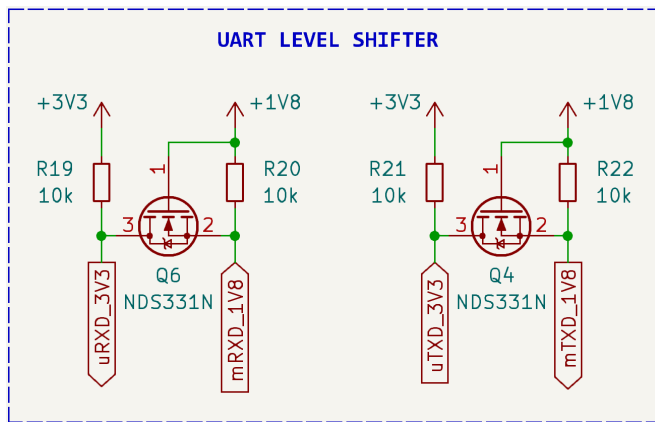 UART LEVEL SHIFTER
+3V3
+1V8
R19
10k
1
R20
10k
3
2
Q6
NDS331N
uRXD_3V3
mRXD_1V8
+3V3
+1V8
R21
10k
1
R22
10k
3
2
Q4
NDS331N
uTXD_3V3
mTXD_1V8